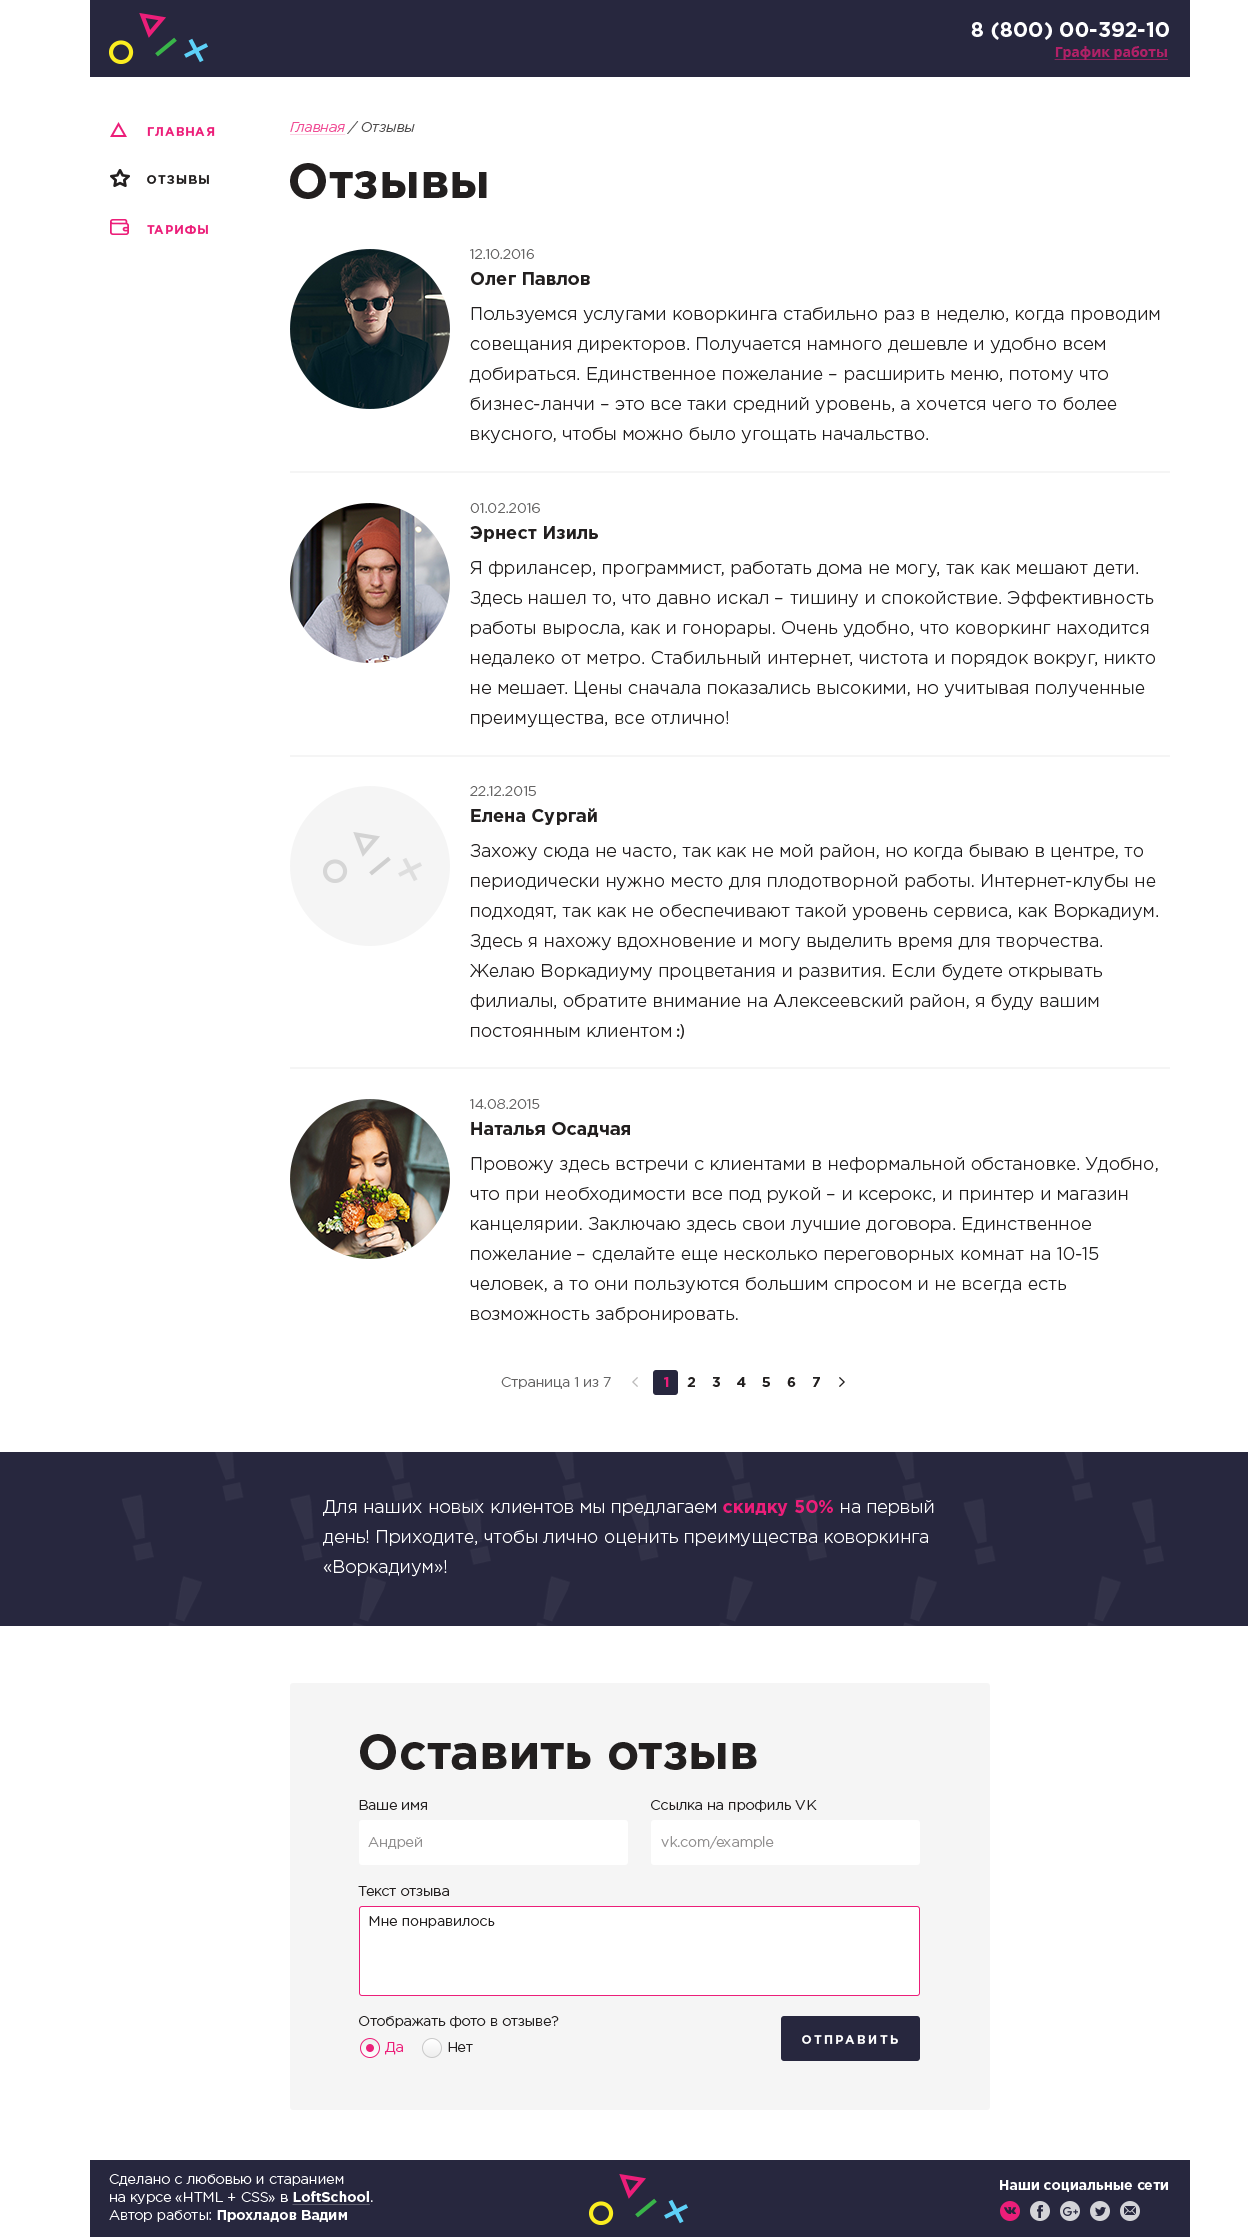 8 (800) 00-392-10
График работы
ГЛАВНАЯ
ОТЗЫВЫ
ТАРИФЫ
Главная / Отзывы
Отзывы
12.10.2016
Олег Павлов
Пользуемся услугами коворкинга стабильно раз в неделю, когда проводим
совещания директоров. Получается намного дешевле и удобно всем
добираться. Единственное пожелание – расширить меню, потому что
бизнес-ланчи – это все таки средний уровень, а хочется чего то более
вкусного, чтобы можно было угощать начальство.
01.02.2016
Эрнест Изиль
Я фрилансер, программист, работать дома не могу, так как мешают дети.
Здесь нашел то, что давно искал – тишину и спокойствие. Эффективность
работы выросла, как и гонорары. Очень удобно, что коворкинг находится
недалеко от метро. Стабильный интернет, чистота и порядок вокруг, никто
не мешает. Цены сначала показались высокими, но учитывая полученные
преимущества, все отлично!
22.12.2015
Елена Сургай
Захожу сюда не часто, так как не мой район, но когда бываю в центре, то
периодически нужно место для плодотворной работы. Интернет-клубы не
подходят, так как не обеспечивают такой уровень сервиса, как Воркадиум.
Здесь я нахожу вдохновение и могу выделить время для творчества.
Желаю Воркадиуму процветания и развития. Если будете открывать
филиалы, обратите внимание на Алексеевский район, я буду вашим
постоянным клиентом :)
14.08.2015
Наталья Осадчая
Провожу здесь встречи с клиентами в неформальной обстановке. Удобно,
что при необходимости все под рукой – и ксерокс, и принтер и магазин
канцелярии. Заключаю здесь свои лучшие договора. Единственное
пожелание – сделайте еще несколько переговорных комнат на 10-15
человек, а то они пользуются большим спросом и не всегда есть
возможность забронировать.
Страница 1 из 7 < 1 2 3 4 5 6 7 >
Для наших новых клиентов мы предлагаем скидку 50% на первый
день! Приходите, чтобы лично оценить преимущества коворкинга
«Воркадиум»!
Оставить отзыв
Ваше имя
Ссылка на профиль VK
Андрей
vk.com/example
Текст отзыва
Мне понравилось
Отображать фото в отзыве?
Да
Нет
ОТПРАВИТЬ
Сделано с любовью и старанием
на курсе «HTML + CSS» в LoftSchool.
Автор работы: Прохладов Вадим
Наши социальные сети